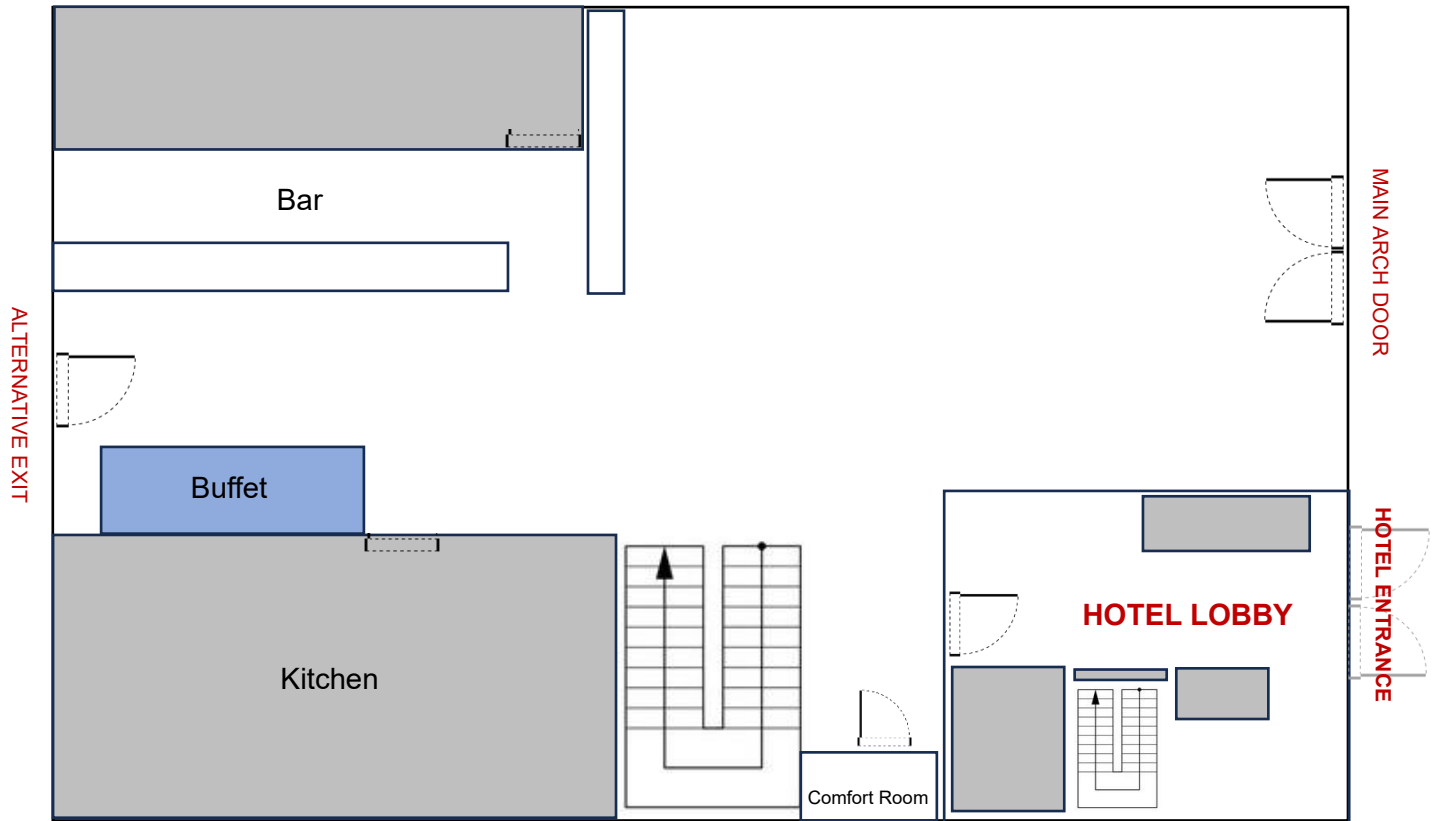 Bar
MAIN ARCH DOOR
ALTERNATIVE EXIT
Buffet
HOTEL ENTRANCE
HOTEL LOBBY
Kitchen
Comfort Room